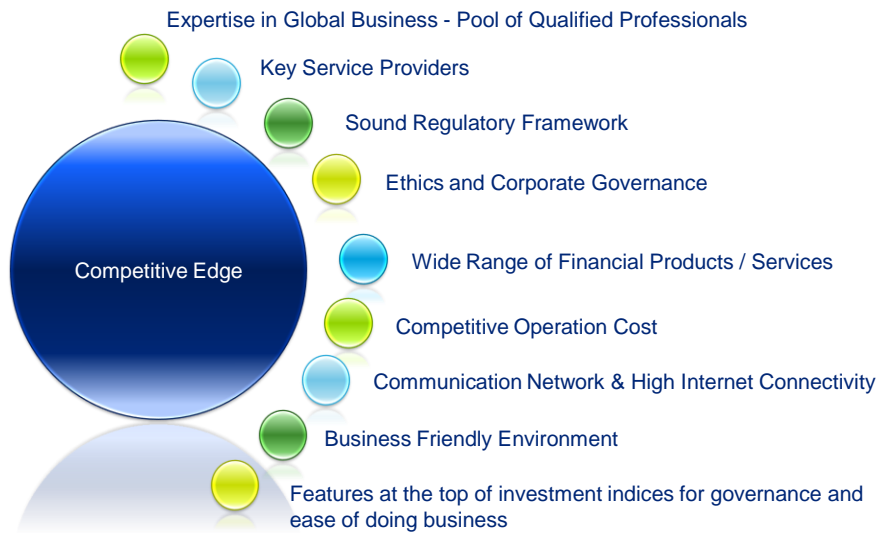 Expertise in Global Business - Pool of Qualified Professionals
Key Service Providers
Sound Regulatory Framework
Ethics and Corporate Governance
Competitive Edge
Wide Range of Financial Products / Services
Competitive Operation Cost
Communication Network & High Internet Connectivity
Business Friendly Environment
Features at the top of investment indices for governance and
ease of doing business